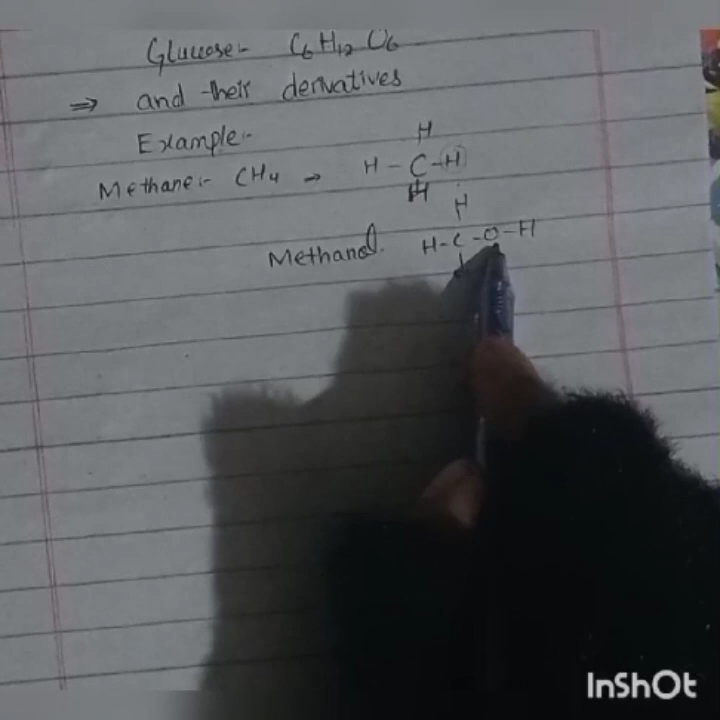 Glucose:- C6H12O6
⇒ and their derivatives
Example:-
H
Methane:- CH4 → H-C-H
H
H
Methanol. H-C-O-H
InShOt